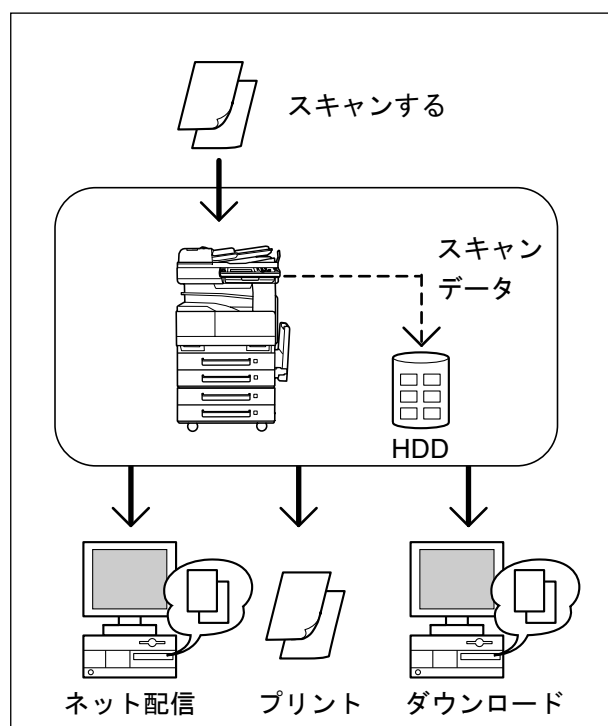 スキャンする
スキャン
データ
HDD
ネット配信
プリント
ダウンロード